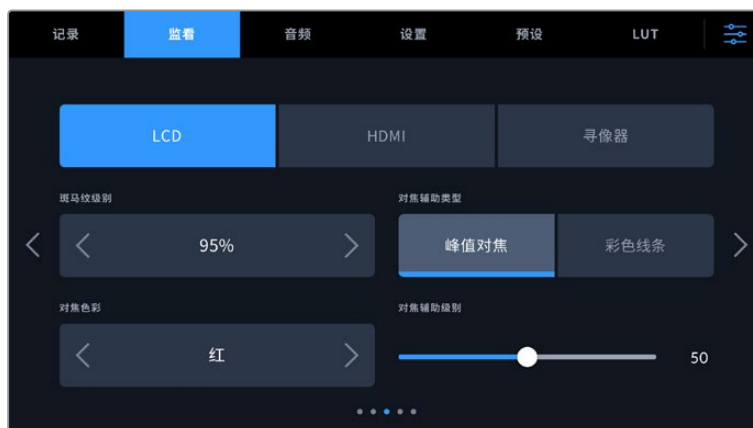 记录 监看 音频 设置 预设 LUT
LCD HDMI 寻像器
斑马纹级别 对焦辅助类型
95% 峰值对焦 彩色线条
对焦色彩 对焦辅助级别
红 50